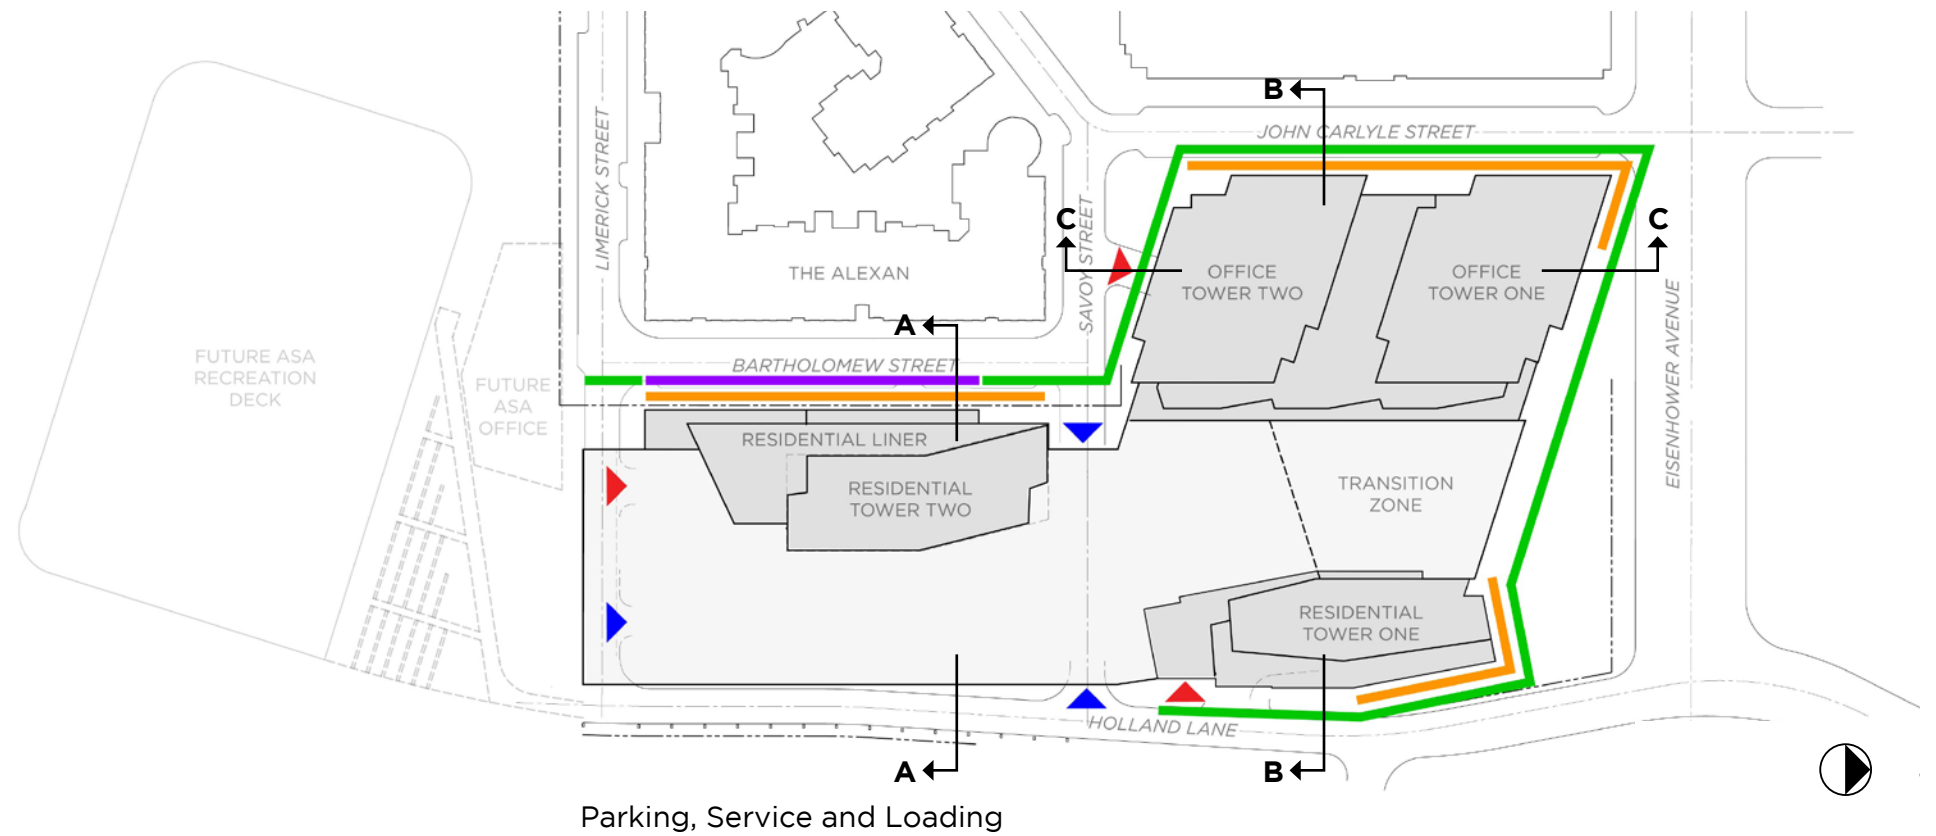 B
JOHN CARLYLE STREET
LIMERICK STREET
SAVOY STREET
C
C
THE ALEXAN
OFFICE
TOWER TWO
OFFICE
TOWER ONE
EISENHOWER AVENUE
A
BARTHOLOMEW STREET
FUTURE ASA
RECREATION
DECK
FUTURE
ASA
OFFICE
RESIDENTIAL LINER
RESIDENTIAL
TOWER TWO
TRANSITION
ZONE
RESIDENTIAL
TOWER ONE
HOLLAND LANE
A
B
Parking, Service and Loading